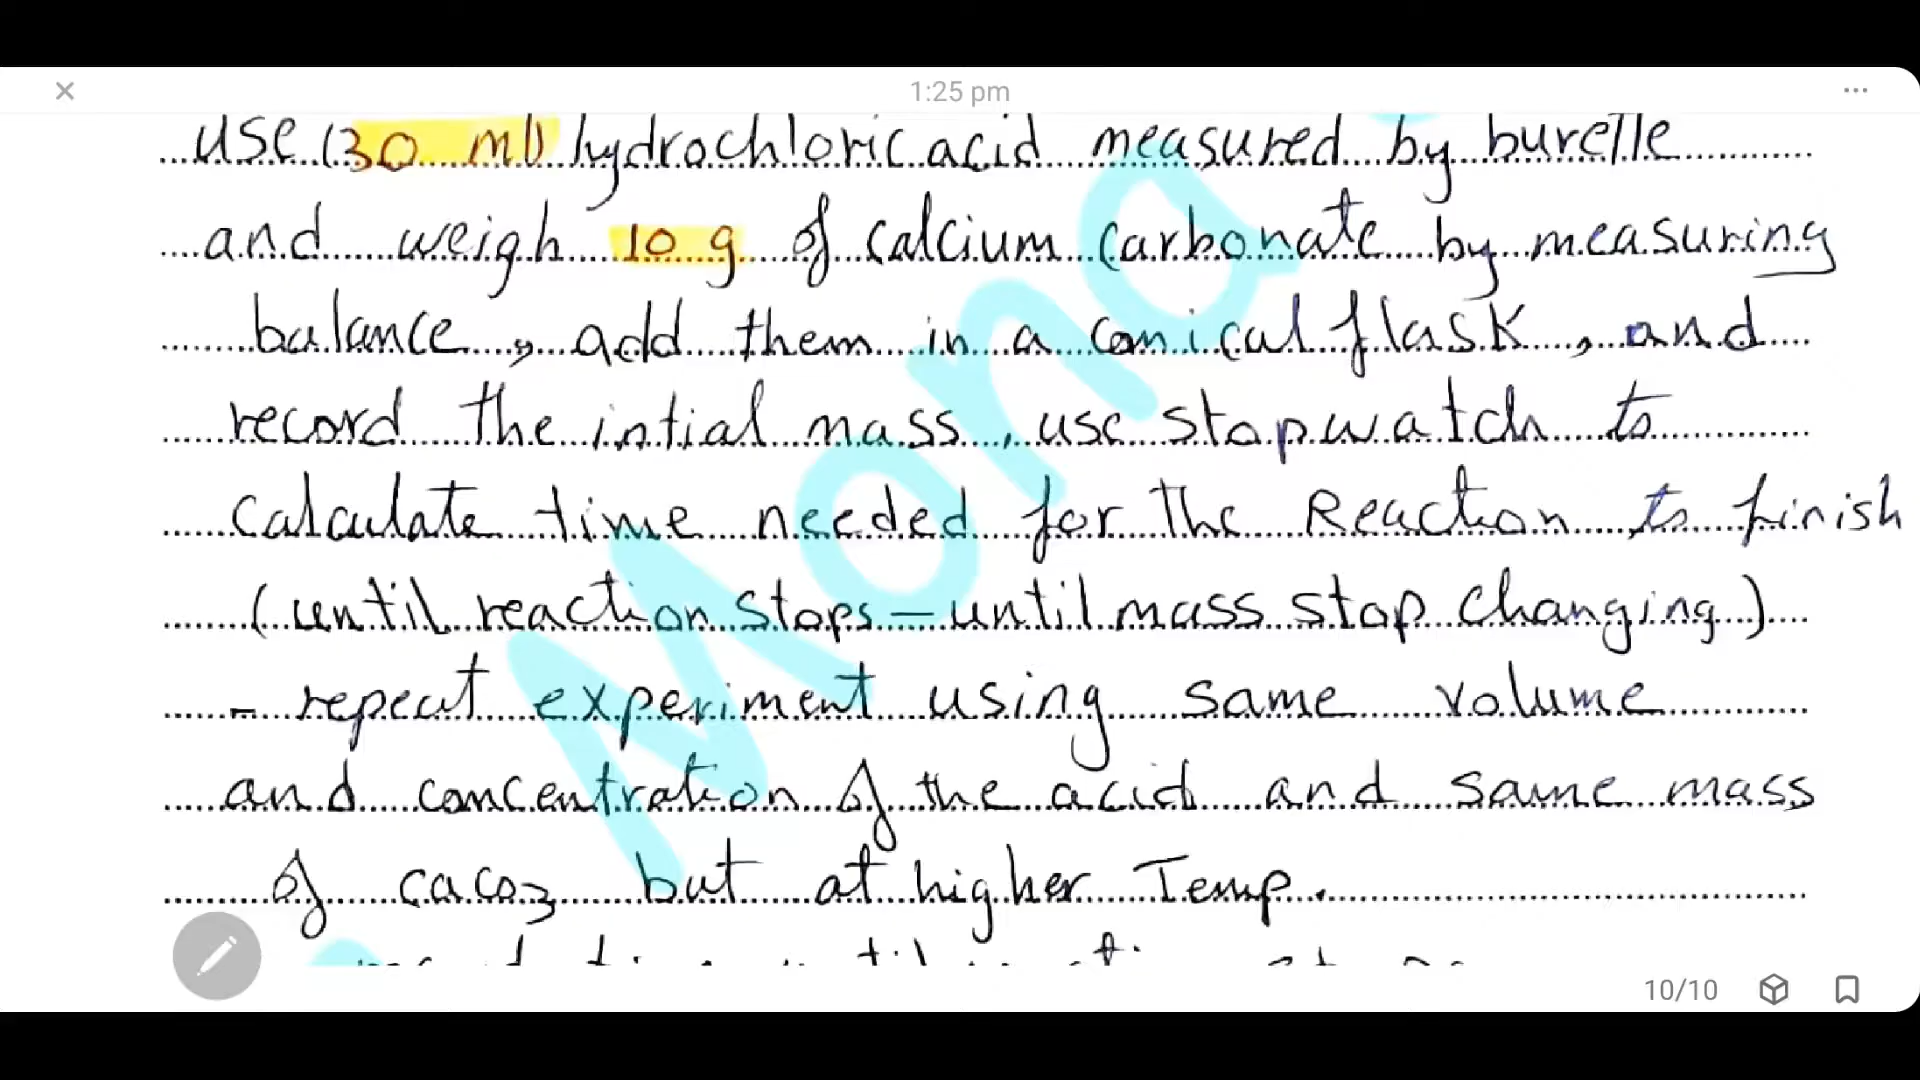 1:25 pm
use (30 ml) hydrochloric acid measured by burette
and weigh 10 g of calcium carbonate by measuring
balance, add them in a conical flask, and
record the intial mass, use stopwatch to
calculate time needed for the Reaction to finish
(until reaction stops – until mass stop changing)
- repeat experiment using same volume
and concentration of the acid and same mass
of caco3 but at higher Temp.
Mona
10/10